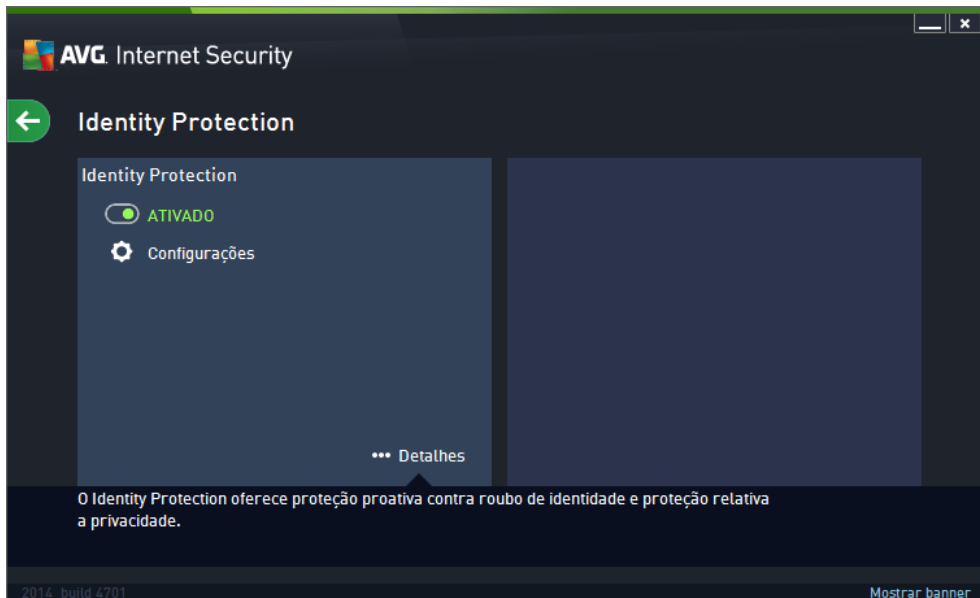 AVG. Internet Security
Identity Protection
Identity Protection
ATIVADO
Configurações
••• Detalhes
O Identity Protection oferece proteção proativa contra roubo de identidade e proteção relativa
a privacidade.
2014 build 4701
Mostrar banner